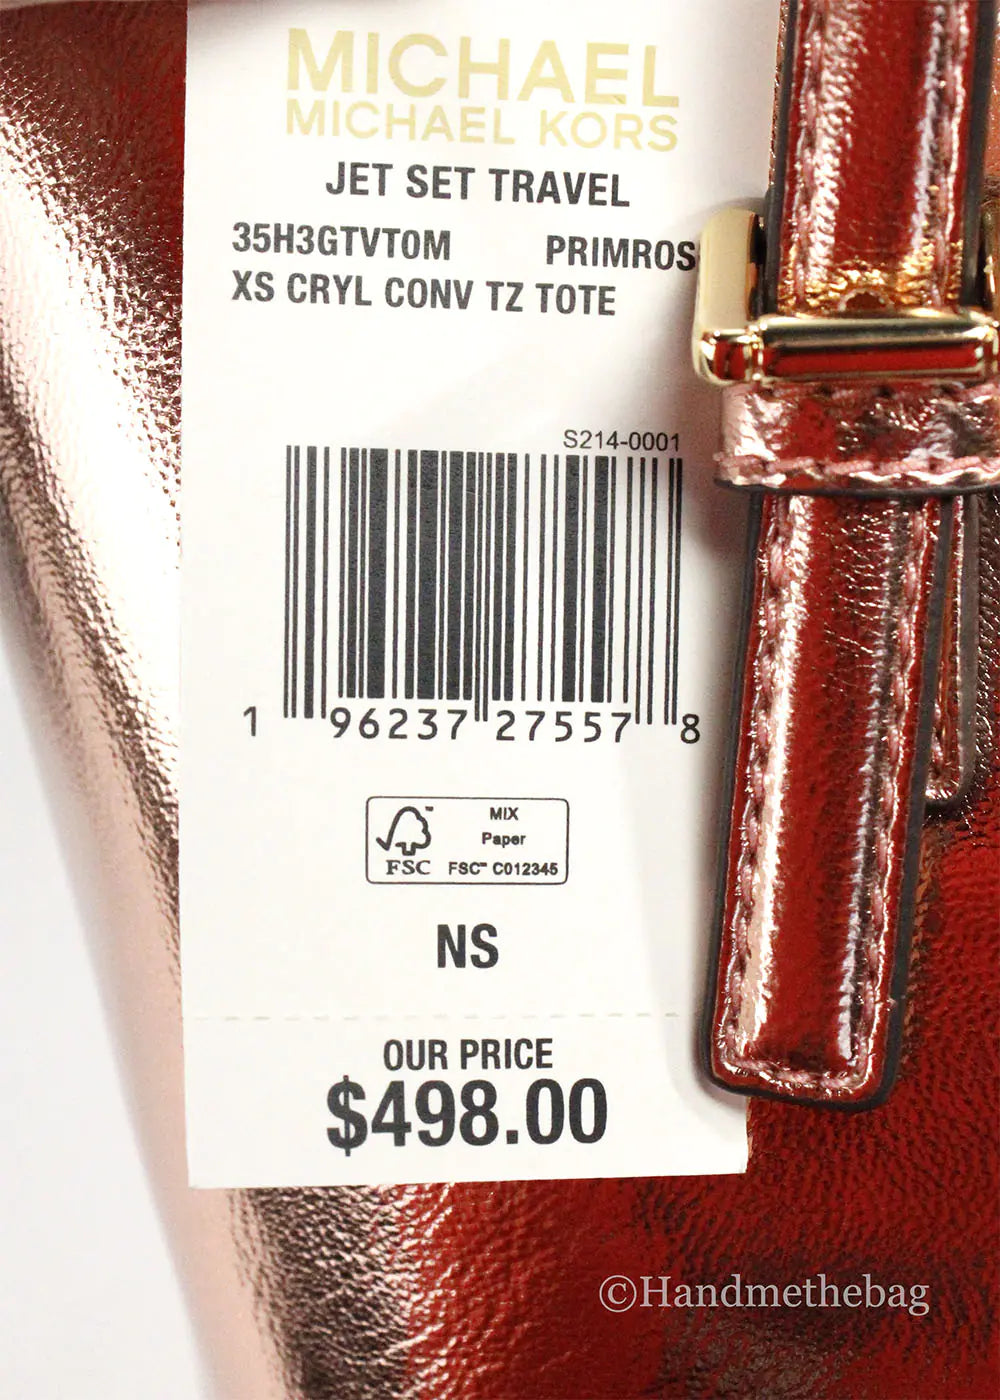 MICHAEL
MICHAEL KORS
JET SET TRAVEL
35H3GTVT0M PRIMROS
XS CRYL CONV TZ TOTE
S214-0001
1 96237 27557 8
FSC™
MIX
Paper
FSC™ C012345
NS
OUR PRICE
$498.00
©Handmethebag